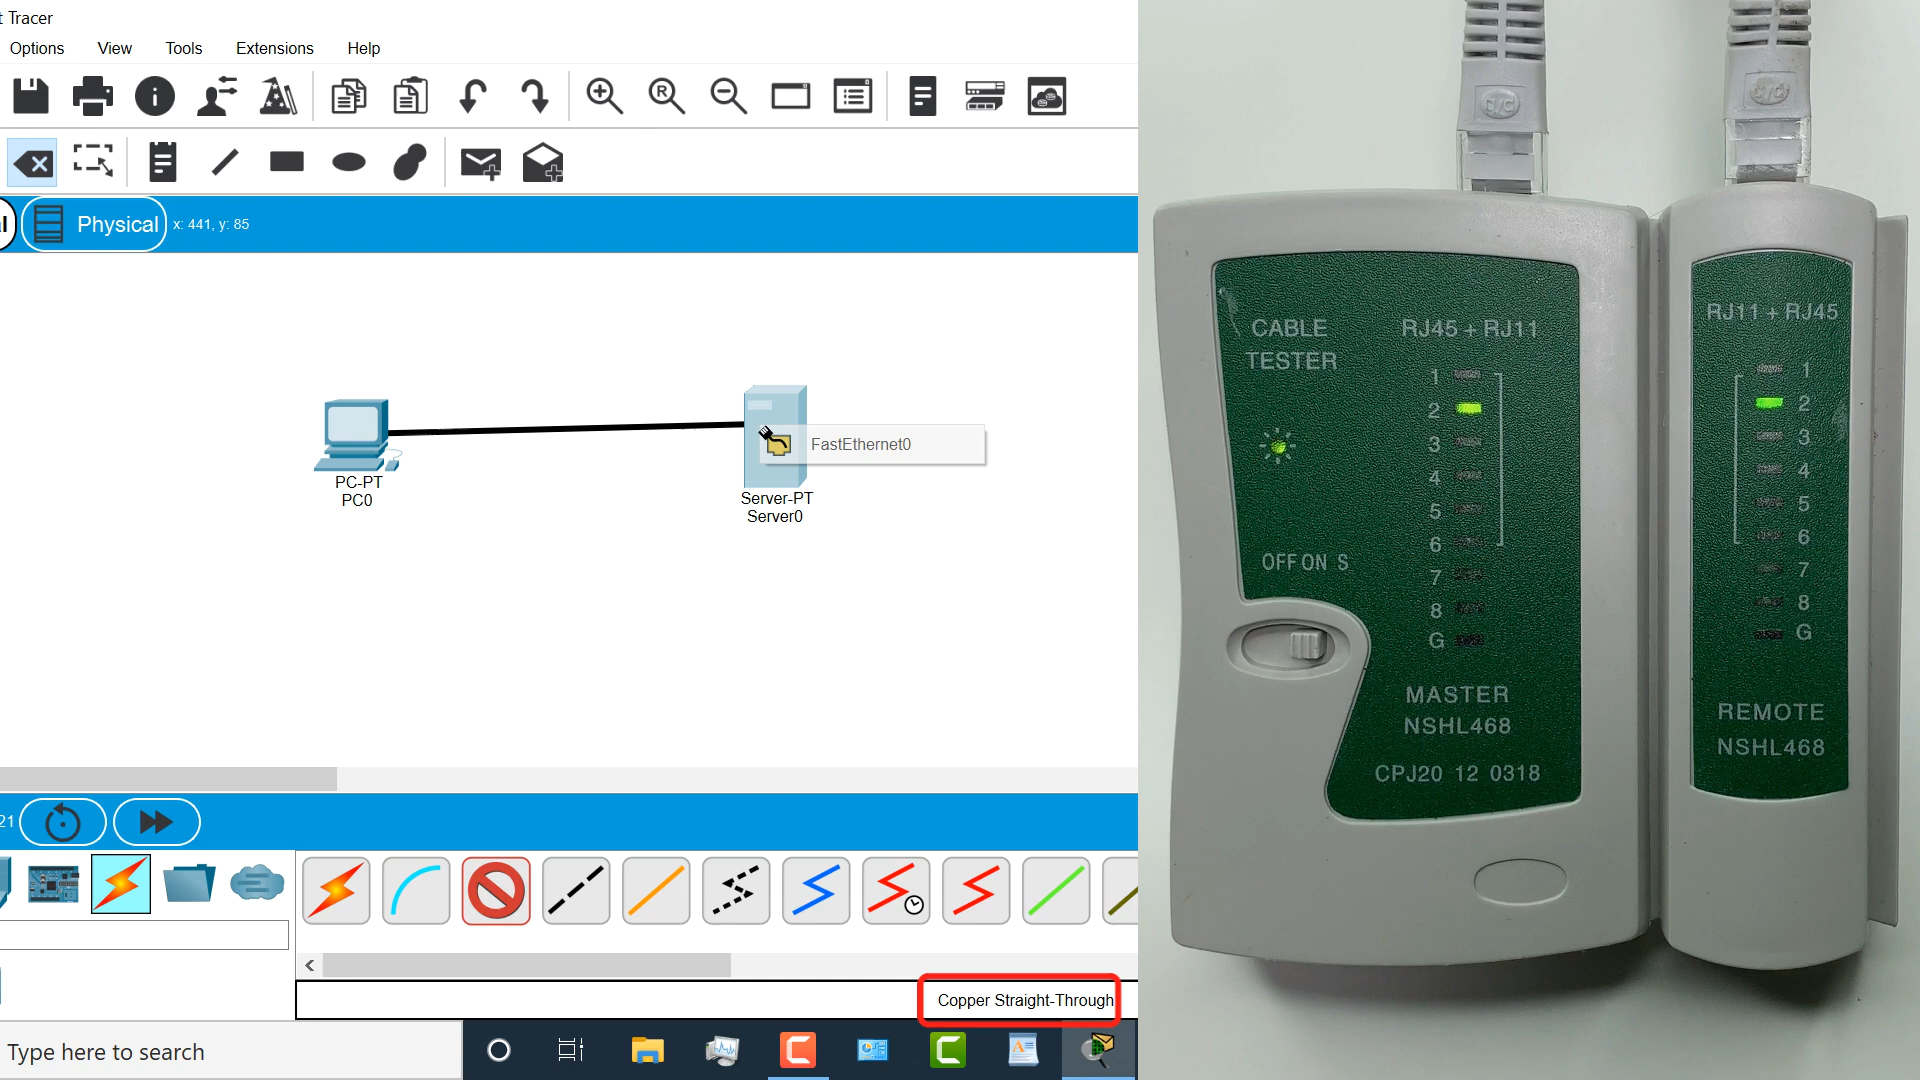 t Tracer
Options View Tools Extensions Help
Physical x: 441, y: 85
FastEthernet0
PC-PT
PC0
Server-PT
Server0
21
Copper Straight-Through
Type here to search
CABLE
TESTER
RJ45 + RJ11
1
2
3
4
5
6
7
8
G
OFF ON S
MASTER
NSHL468
CPJ20 12 0318
RJ11 + RJ45
1
2
3
4
5
6
7
8
G
REMOTE
NSHL468